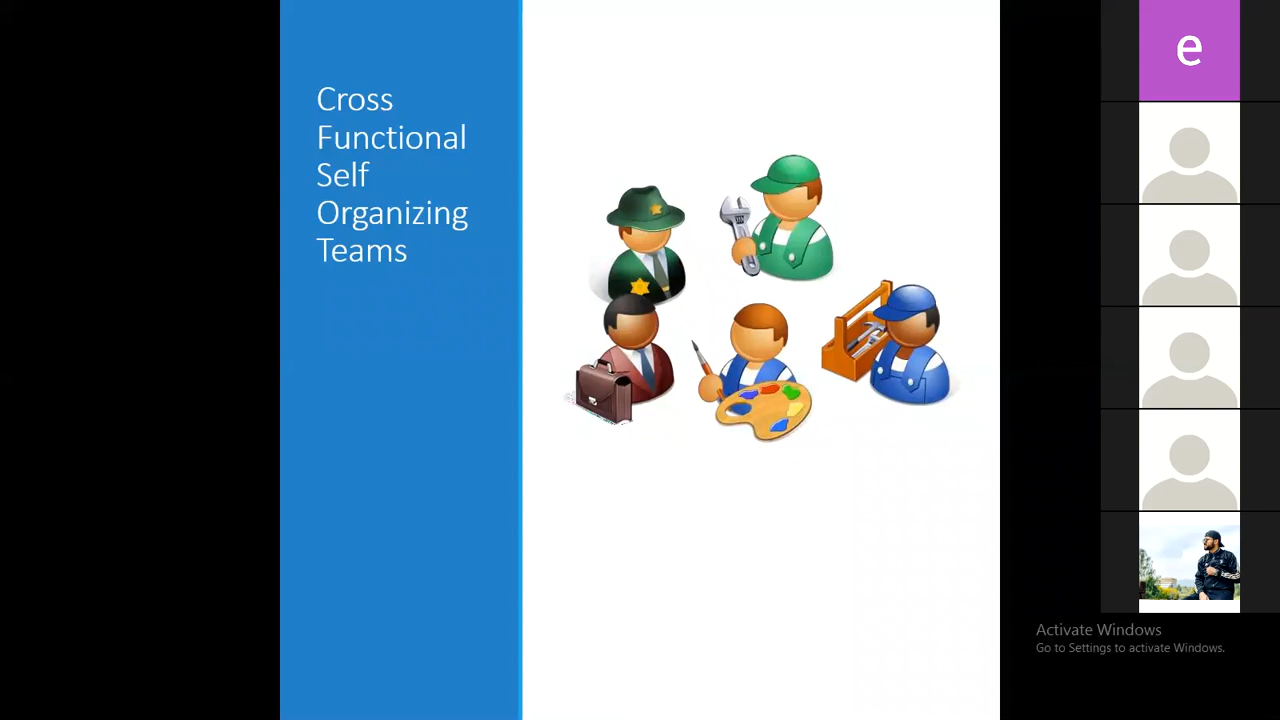 Cross
Functional
Self
Organizing
Teams
e
Activate Windows
Go to Settings to activate Windows.